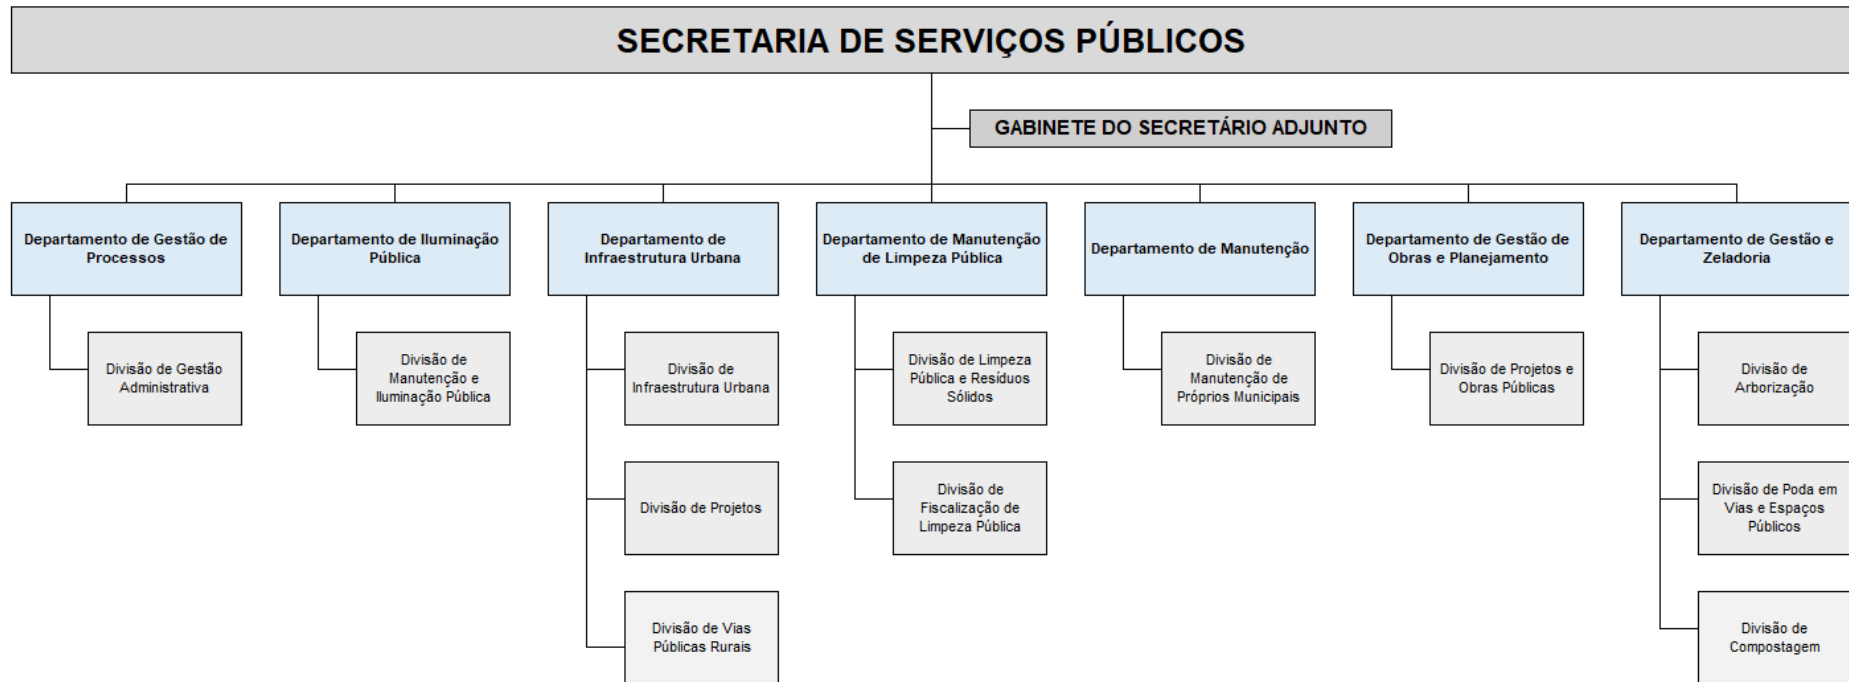 SECRETARIA DE SERVIÇOS PÚBLICOS
GABINETE DO SECRETÁRIO ADJUNTO
Departamento de Gestão de
Processos
Departamento de Iluminação
Pública
Departamento de
Infraestrutura Urbana
Departamento de Manutenção
de Limpeza Pública
Departamento de Manutenção
Departamento de Gestão de
Obras e Planejamento
Departamento de Gestão e
Zeladoria
Divisão de Gestão
Administrativa
Divisão de
Manutenção e
Iluminação Pública
Divisão de
Infraestrutura Urbana
Divisão de Limpeza
Pública e Resíduos
Sólidos
Divisão de
Manutenção de
Próprios Municipais
Divisão de Projetos e
Obras Públicas
Divisão de
Arborização
Divisão de Projetos
Divisão de
Fiscalização de
Limpeza Pública
Divisão de Poda em
Vias e Espaços
Públicos
Divisão de Vias
Públicas Rurais
Divisão de
Compostagem